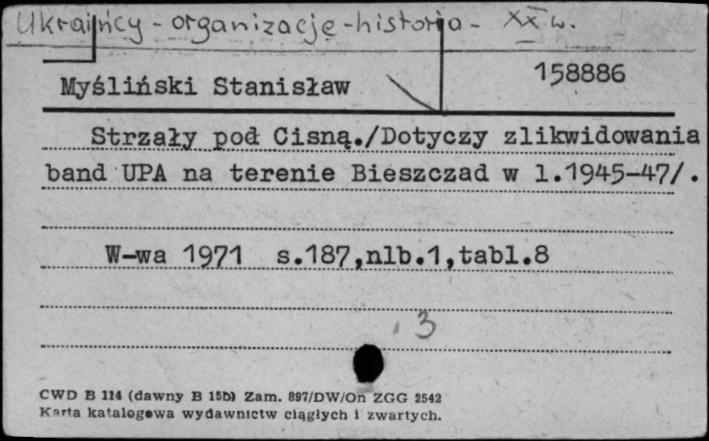 Ukraińcy - organizacje - historia - XX w.
Myśliński Stanisław 158886
Strzały pod Cisną./Dotyczy zlikwidowania
band UPA na terenie Bieszczad w l.1945-47/.
W-wa 1971 s.187,nlb.1,tabl.8
3
CWD B 114 (dawny B 15b) Zam. 897/DW/On ZGG 2542
Karta katalogowa wydawnictw ciągłych i zwartych.